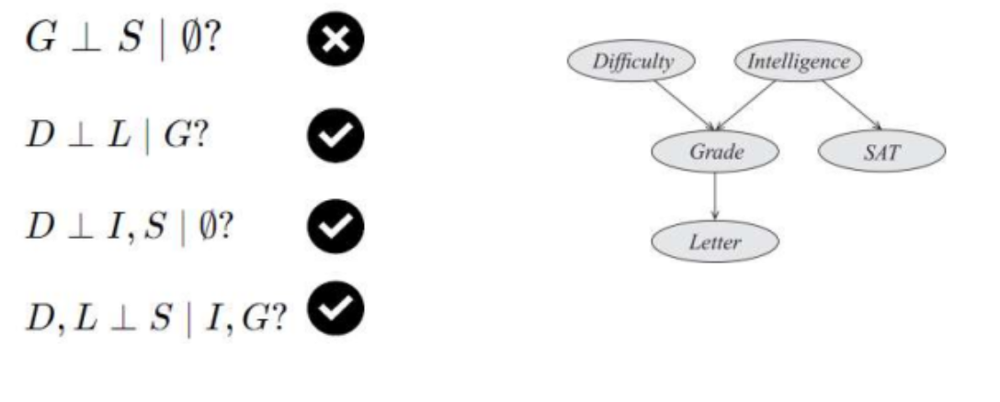 G ⊥ S | ∅?
D ⊥ L | G?
D ⊥ I, S | ∅?
D, L ⊥ S | I, G?
Difficulty
Intelligence
Grade
SAT
Letter